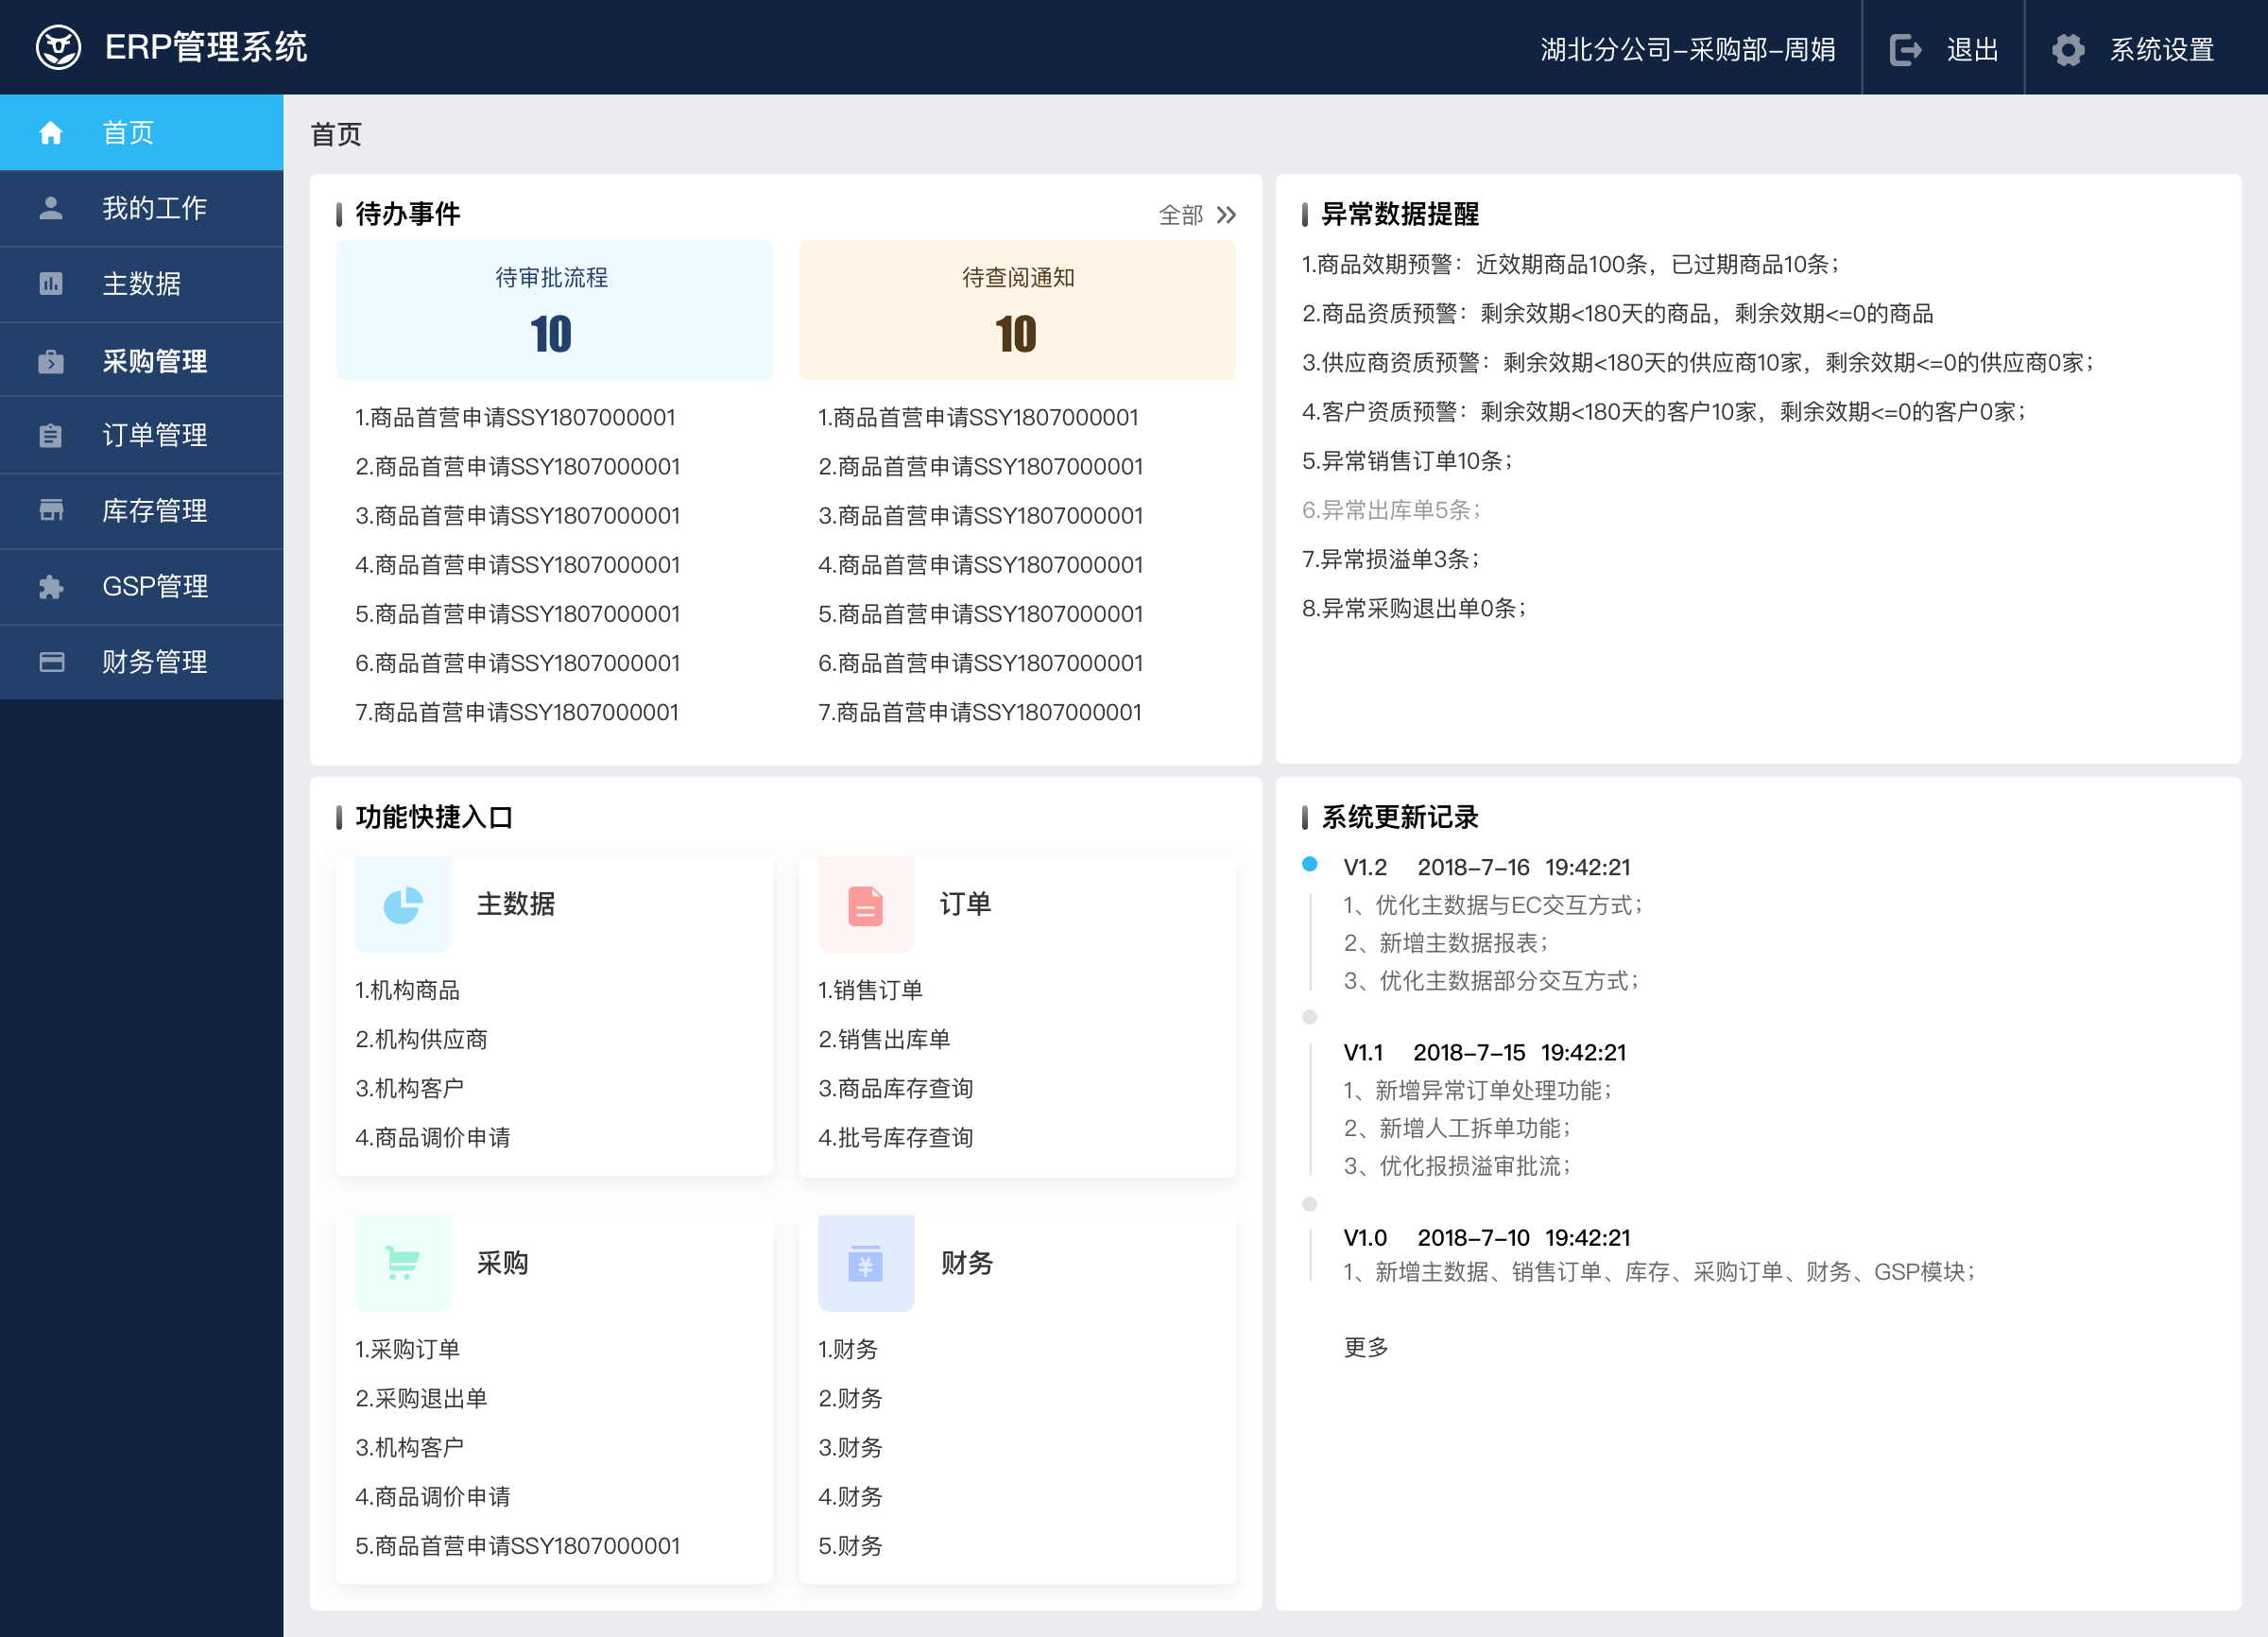 ERP管理系统
湖北分公司-采购部-周娟
退出
系统设置
首页
我的工作
主数据
采购管理
订单管理
库存管理
GSP管理
财务管理
首页
待办事件
全部
待审批流程
10
待查阅通知
10
1.商品首营申请SSY1807000001
2.商品首营申请SSY1807000001
3.商品首营申请SSY1807000001
4.商品首营申请SSY1807000001
5.商品首营申请SSY1807000001
6.商品首营申请SSY1807000001
7.商品首营申请SSY1807000001
1.商品首营申请SSY1807000001
2.商品首营申请SSY1807000001
3.商品首营申请SSY1807000001
4.商品首营申请SSY1807000001
5.商品首营申请SSY1807000001
6.商品首营申请SSY1807000001
7.商品首营申请SSY1807000001
异常数据提醒
1.商品效期预警：近效期商品100条，已过期商品10条；
2.商品资质预警：剩余效期<180天的商品，剩余效期<=0的商品
3.供应商资质预警：剩余效期<180天的供应商10家，剩余效期<=0的供应商0家；
4.客户资质预警：剩余效期<180天的客户10家，剩余效期<=0的客户0家；
5.异常销售订单10条；
6.异常出库单5条；
7.异常损溢单3条；
8.异常采购退出单0条；
功能快捷入口
主数据
1.机构商品
2.机构供应商
3.机构客户
4.商品调价申请
订单
1.销售订单
2.销售出库单
3.商品库存查询
4.批号库存查询
采购
1.采购订单
2.采购退出单
3.机构客户
4.商品调价申请
5.商品首营申请SSY1807000001
财务
1.财务
2.财务
3.财务
4.财务
5.财务
系统更新记录
V1.2 2018-7-16 19:42:21
1、优化主数据与EC交互方式；
2、新增主数据报表；
3、优化主数据部分交互方式；
V1.1 2018-7-15 19:42:21
1、新增异常订单处理功能；
2、新增人工拆单功能；
3、优化报损溢审批流；
V1.0 2018-7-10 19:42:21
1、新增主数据、销售订单、库存、采购订单、财务、GSP模块；
更多